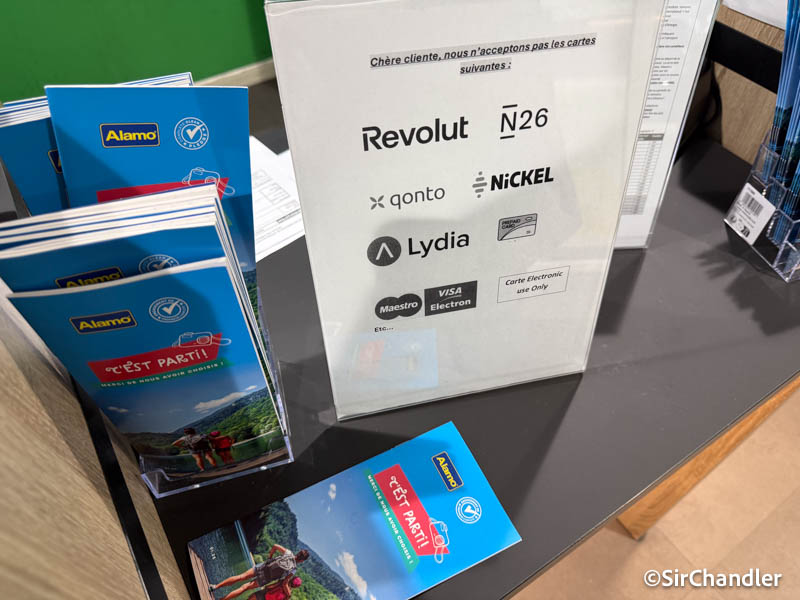 Chère cliente, nous n'acceptons pas les cartes
suivantes :
Revolut
N26
qonto
NiCKEL
Lydia
PREPAID
CARD
Maestro
VISA
Electron
Carte Electronic
use Only
Etc...
Alamo
Alamo
Alamo
C'EST PARTI !
MERCI DE NOUS AVOIR CHOISIS !
Alamo
C'EST PARTI !
MERCI DE NOUS AVOIR CHOISIS !
©SirChandler